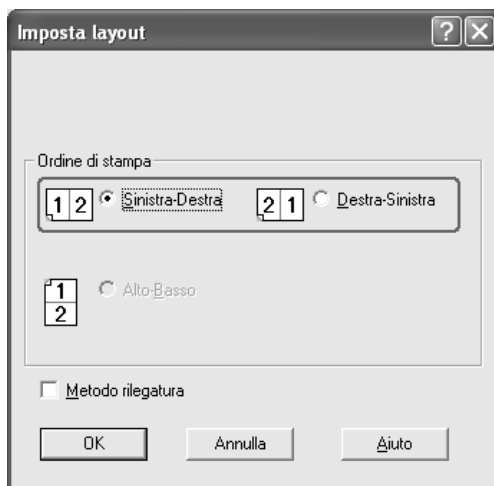 Imposta layout
Ordine di stampa
1 2 Sinistra-Destra 2 1 Destra-Sinistra
1
2 Alto-Basso
Metodo rilegatura
OK Annulla Aiuto